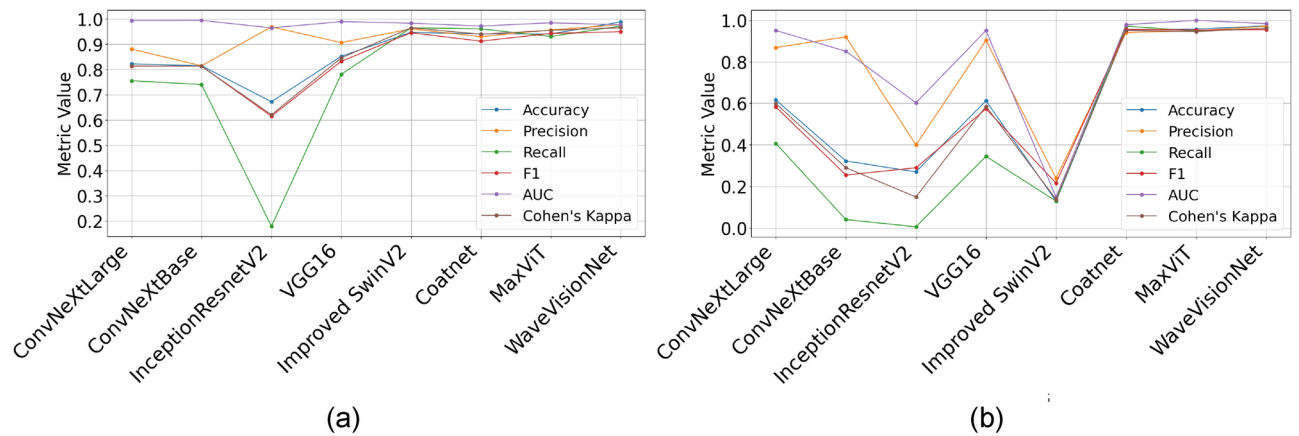 1.0
0.9
0.8
0.7
0.6
0.5
0.4
0.3
0.2
Metric Value
Accuracy
Precision
Recall
F1
AUC
Cohen's Kappa
ConvNeXtLarge
ConvNeXtBase
InceptionResnetV2
VGG16
Improved SwinV2
Coatnet
MaxViT
WaveVisionNet
(a)
1.0
0.8
0.6
0.4
0.2
0.0
Metric Value
Accuracy
Precision
Recall
F1
AUC
Cohen's Kappa
ConvNeXtLarge
ConvNeXtBase
InceptionResnetV2
VGG16
Improved SwinV2
Coatnet
MaxViT
WaveVisionNet
;
(b)